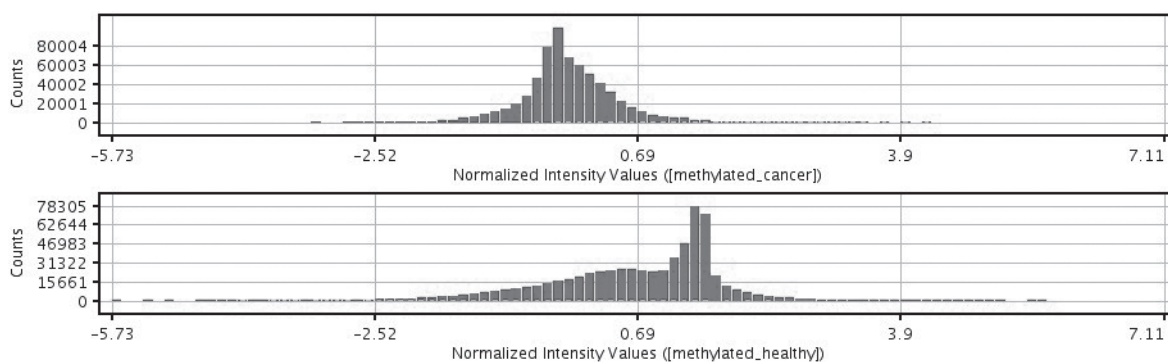 80004
60003
40002
20001
0
Counts
−5.73 −2.52 0.69 3.9 7.11
Normalized Intensity Values ([methylated_cancer])
78305
62644
46983
31322
15661
0
Counts
−5.73 −2.52 0.69 3.9 7.11
Normalized Intensity Values ([methylated_healthy])